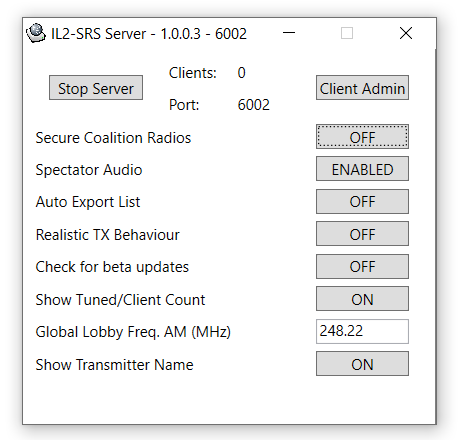 IL2-SRS Server - 1.0.0.3 - 6002
Clients: 0
Stop Server
Client Admin
Port: 6002
Secure Coalition Radios OFF
Spectator Audio ENABLED
Auto Export List OFF
Realistic TX Behaviour OFF
Check for beta updates OFF
Show Tuned/Client Count ON
Global Lobby Freq. AM (MHz) 248.22
Show Transmitter Name ON